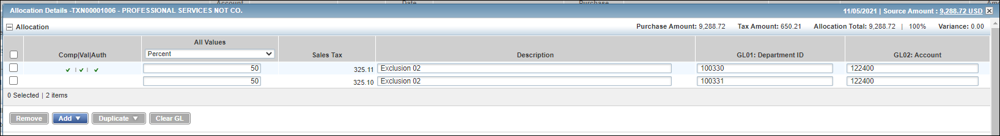 Account Date Purchase
Allocation Details -TXN00001006 - PROFESSIONAL SERVICES NOT CO. 11/05/2021 | Source Amount : 9,288.72 USD
Allocation Purchase Amount: 9,288.72 Tax Amount: 650.21 Allocation Total: 9,288.72 | 100% Variance: 0.00
All Values
Comp|Val|Auth Percent Sales Tax Description GL01: Department ID GL02: Account
50 325.11 Exclusion 02 100330 122400
50 325.10 Exclusion 02 100331 122400
0 Selected | 2 items
Remove Add Duplicate Clear GL